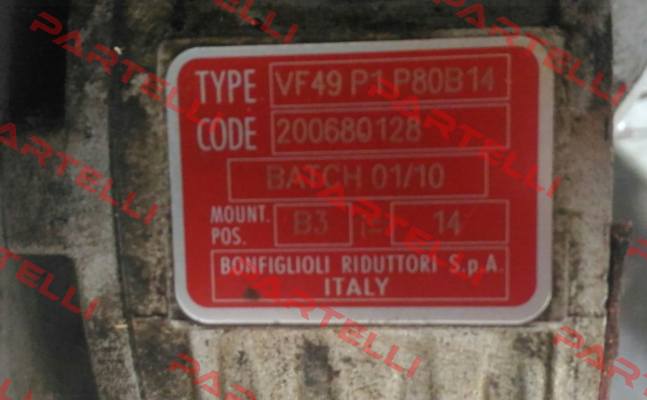 TYPE VF49 P1 P80B14
CODE 200680128
BATCH 01/10
MOUNT. POS. B3 i= 14
BONFIGLIOLI RIDUTTORI S.p.A.
ITALY
PARTELLI
PARTELLI
PARTELLI
PARTELLI
PARTELLI